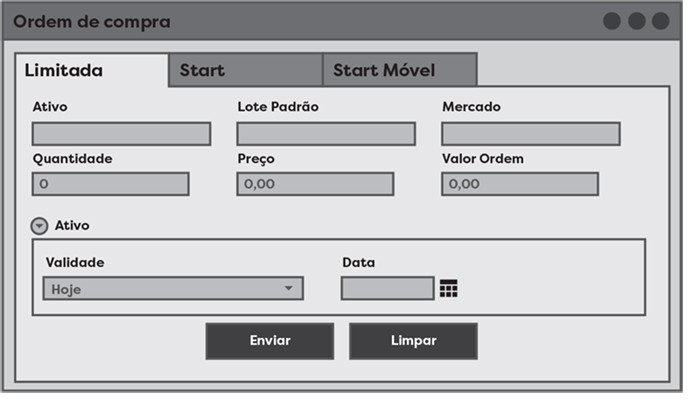 Ordem de compra
Limitada Start Start Móvel
Ativo Lote Padrão Mercado
Quantidade Preço Valor Ordem
0 0,00 0,00
Ativo
Validade Data
Hoje
Enviar Limpar